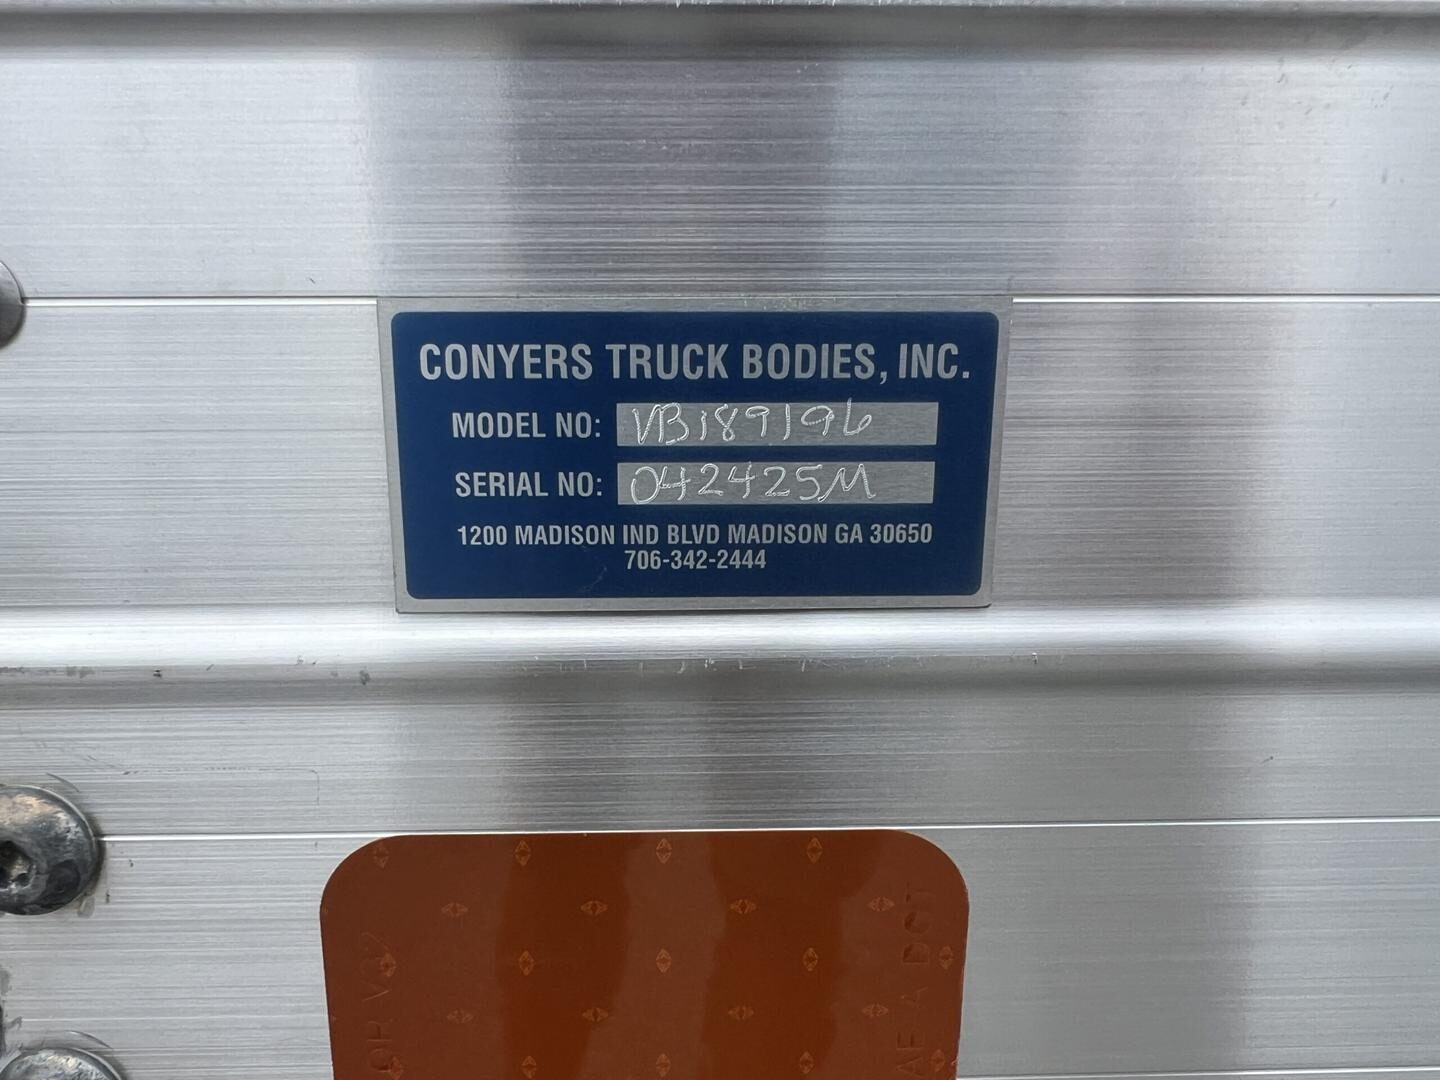 CONYERS TRUCK BODIES, INC.
MODEL NO: VB189196
SERIAL NO: 042425M
1200 MADISON IND BLVD MADISON GA 30650
706-342-2444